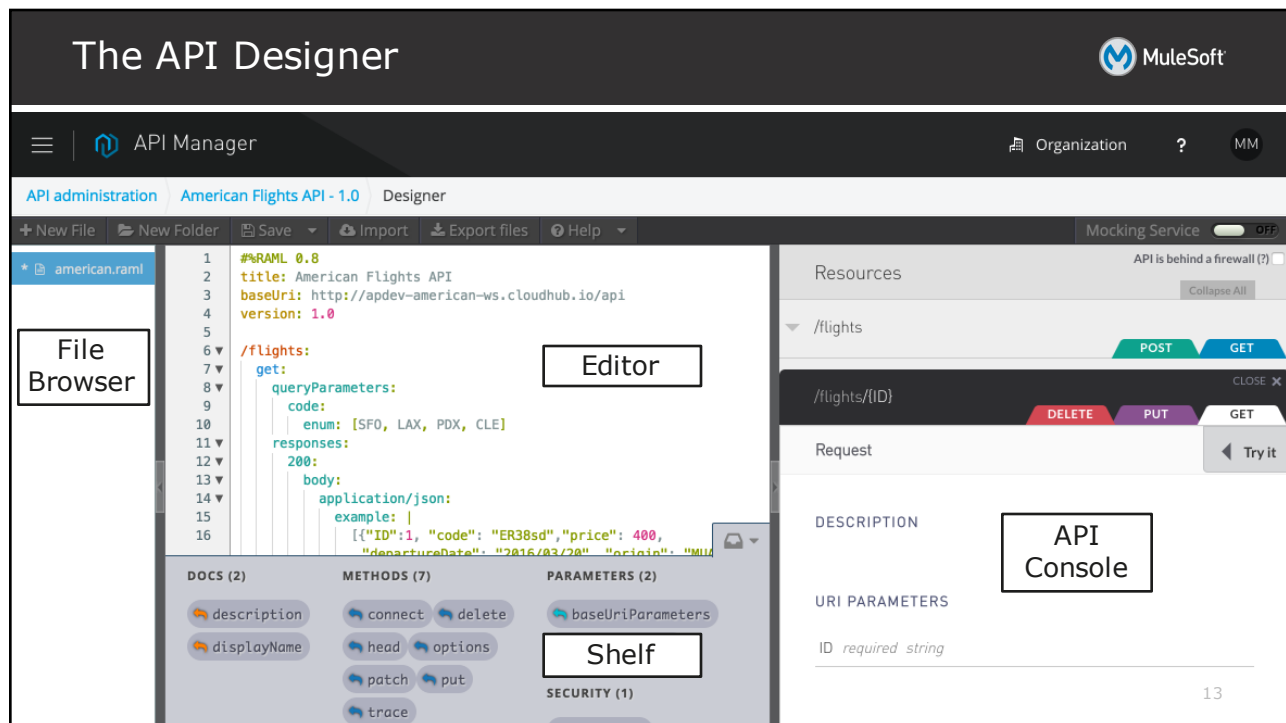 The API Designer
MuleSoft
API Manager
Organization ? MM
API administration American Flights API - 1.0 Designer
+ New File New Folder Save Import Export files Help Mocking Service OFF
* american.raml
File
Browser
1 #%RAML 0.8
2 title: American Flights API
3 baseUri: http://apdev-american-ws.cloudhub.io/api
4 version: 1.0
5
6 /flights:
7 get:
8 queryParameters:
9 code:
10 enum: [SFO, LAX, PDX, CLE]
11 responses:
12 200:
13 body:
14 application/json:
15 example: |
16 [{"ID":1, "code": "ER38sd","price": 400,
"departureDate": "2016/03/20", "origin": "MUA
Editor
DOCS (2)
description
displayName
METHODS (7)
connect delete
head options
patch put
trace
PARAMETERS (2)
baseUriParameters
Shelf
SECURITY (1)
API is behind a firewall (?)
Resources
Collapse All
/flights
POST GET
CLOSE X
/flights/{ID}
DELETE PUT GET
Request Try it
DESCRIPTION
API
Console
URI PARAMETERS
ID required string
13